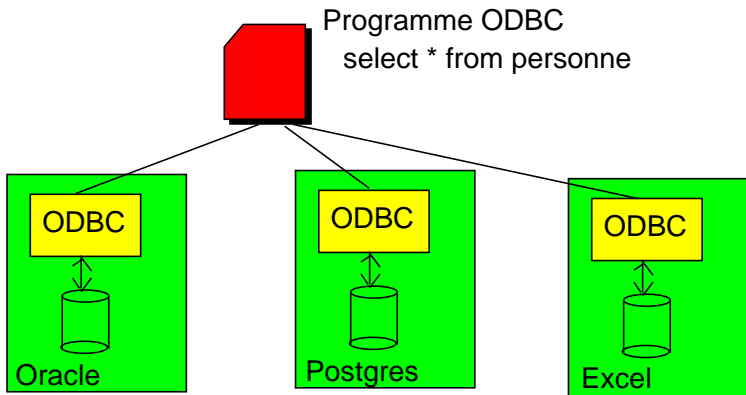 Programme ODBC
select * from personne
ODBC
ODBC
ODBC
Oracle
Postgres
Excel